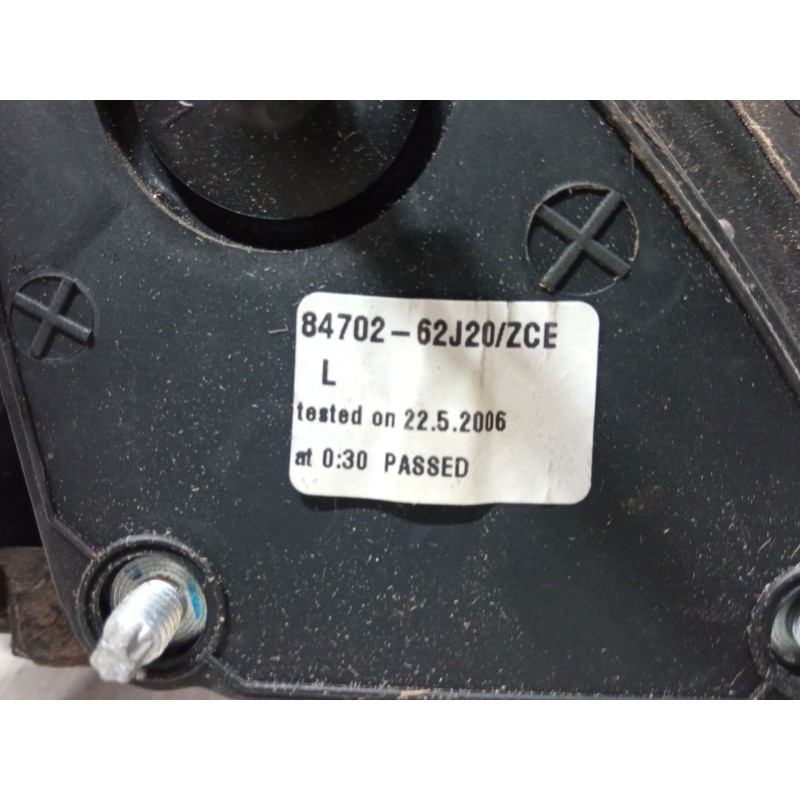 84702-62J20/ZCE
L
tested on 22.5.2006
at 0:30 PASSED